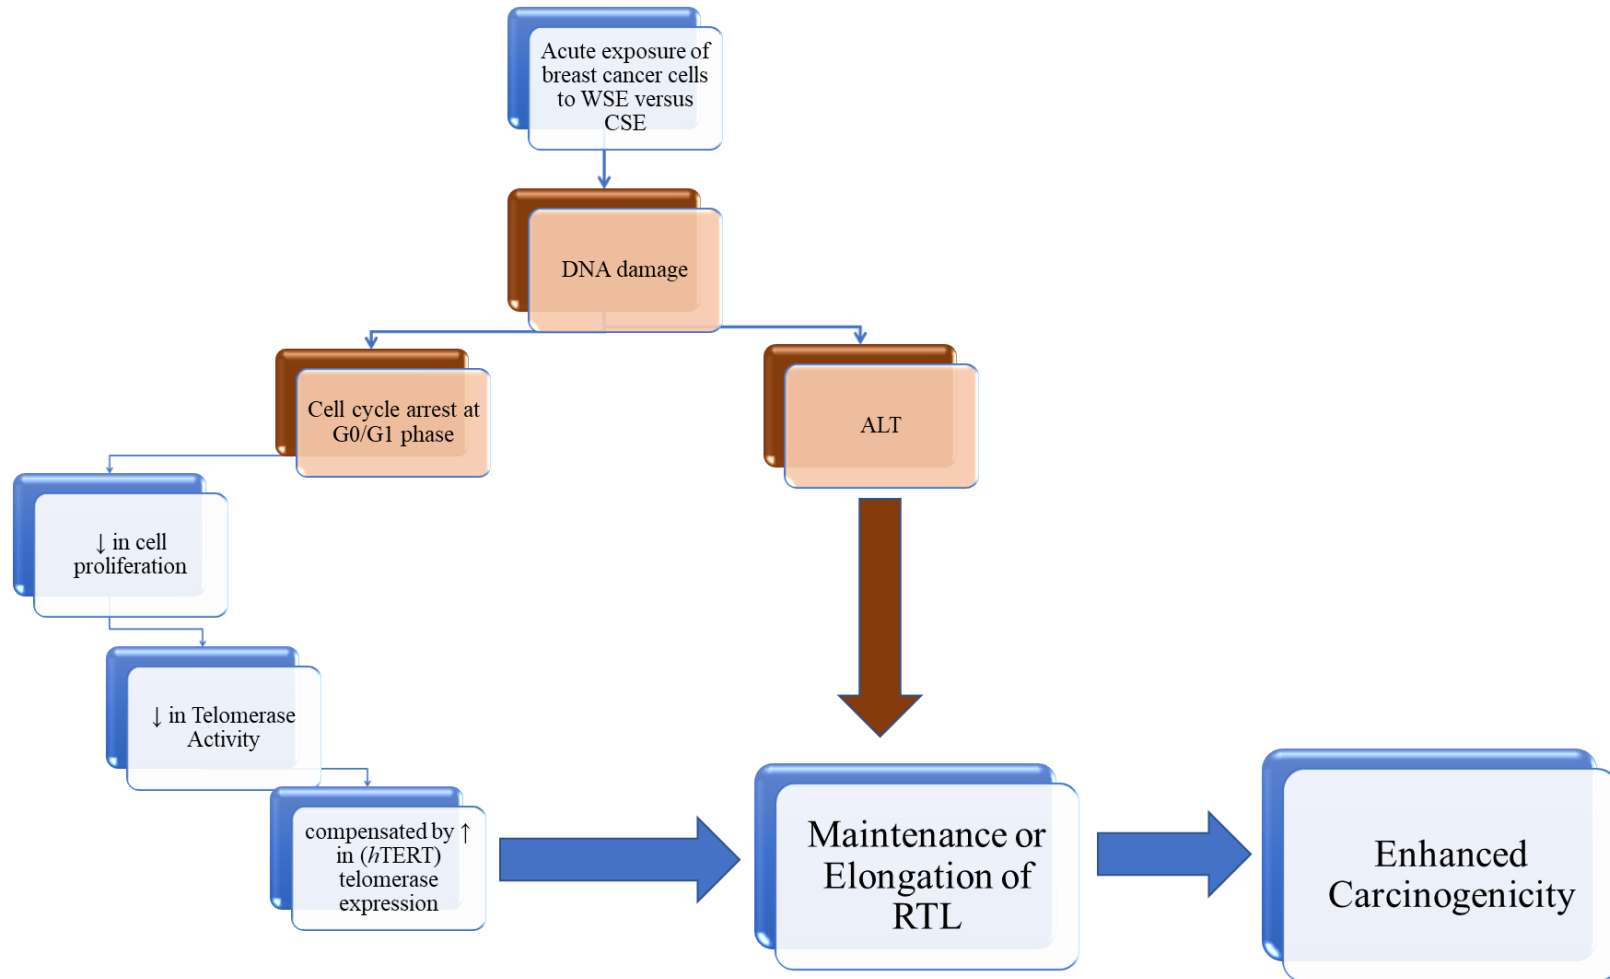 Acute exposure of
breast cancer cells
to WSE versus
CSE
DNA damage
Cell cycle arrest at
G0/G1 phase
ALT
↓ in cell
proliferation
↓ in Telomerase
Activity
compensated by ↑
in (hTERT)
telomerase
expression
Maintenance or
Elongation of
RTL
Enhanced
Carcinogenicity